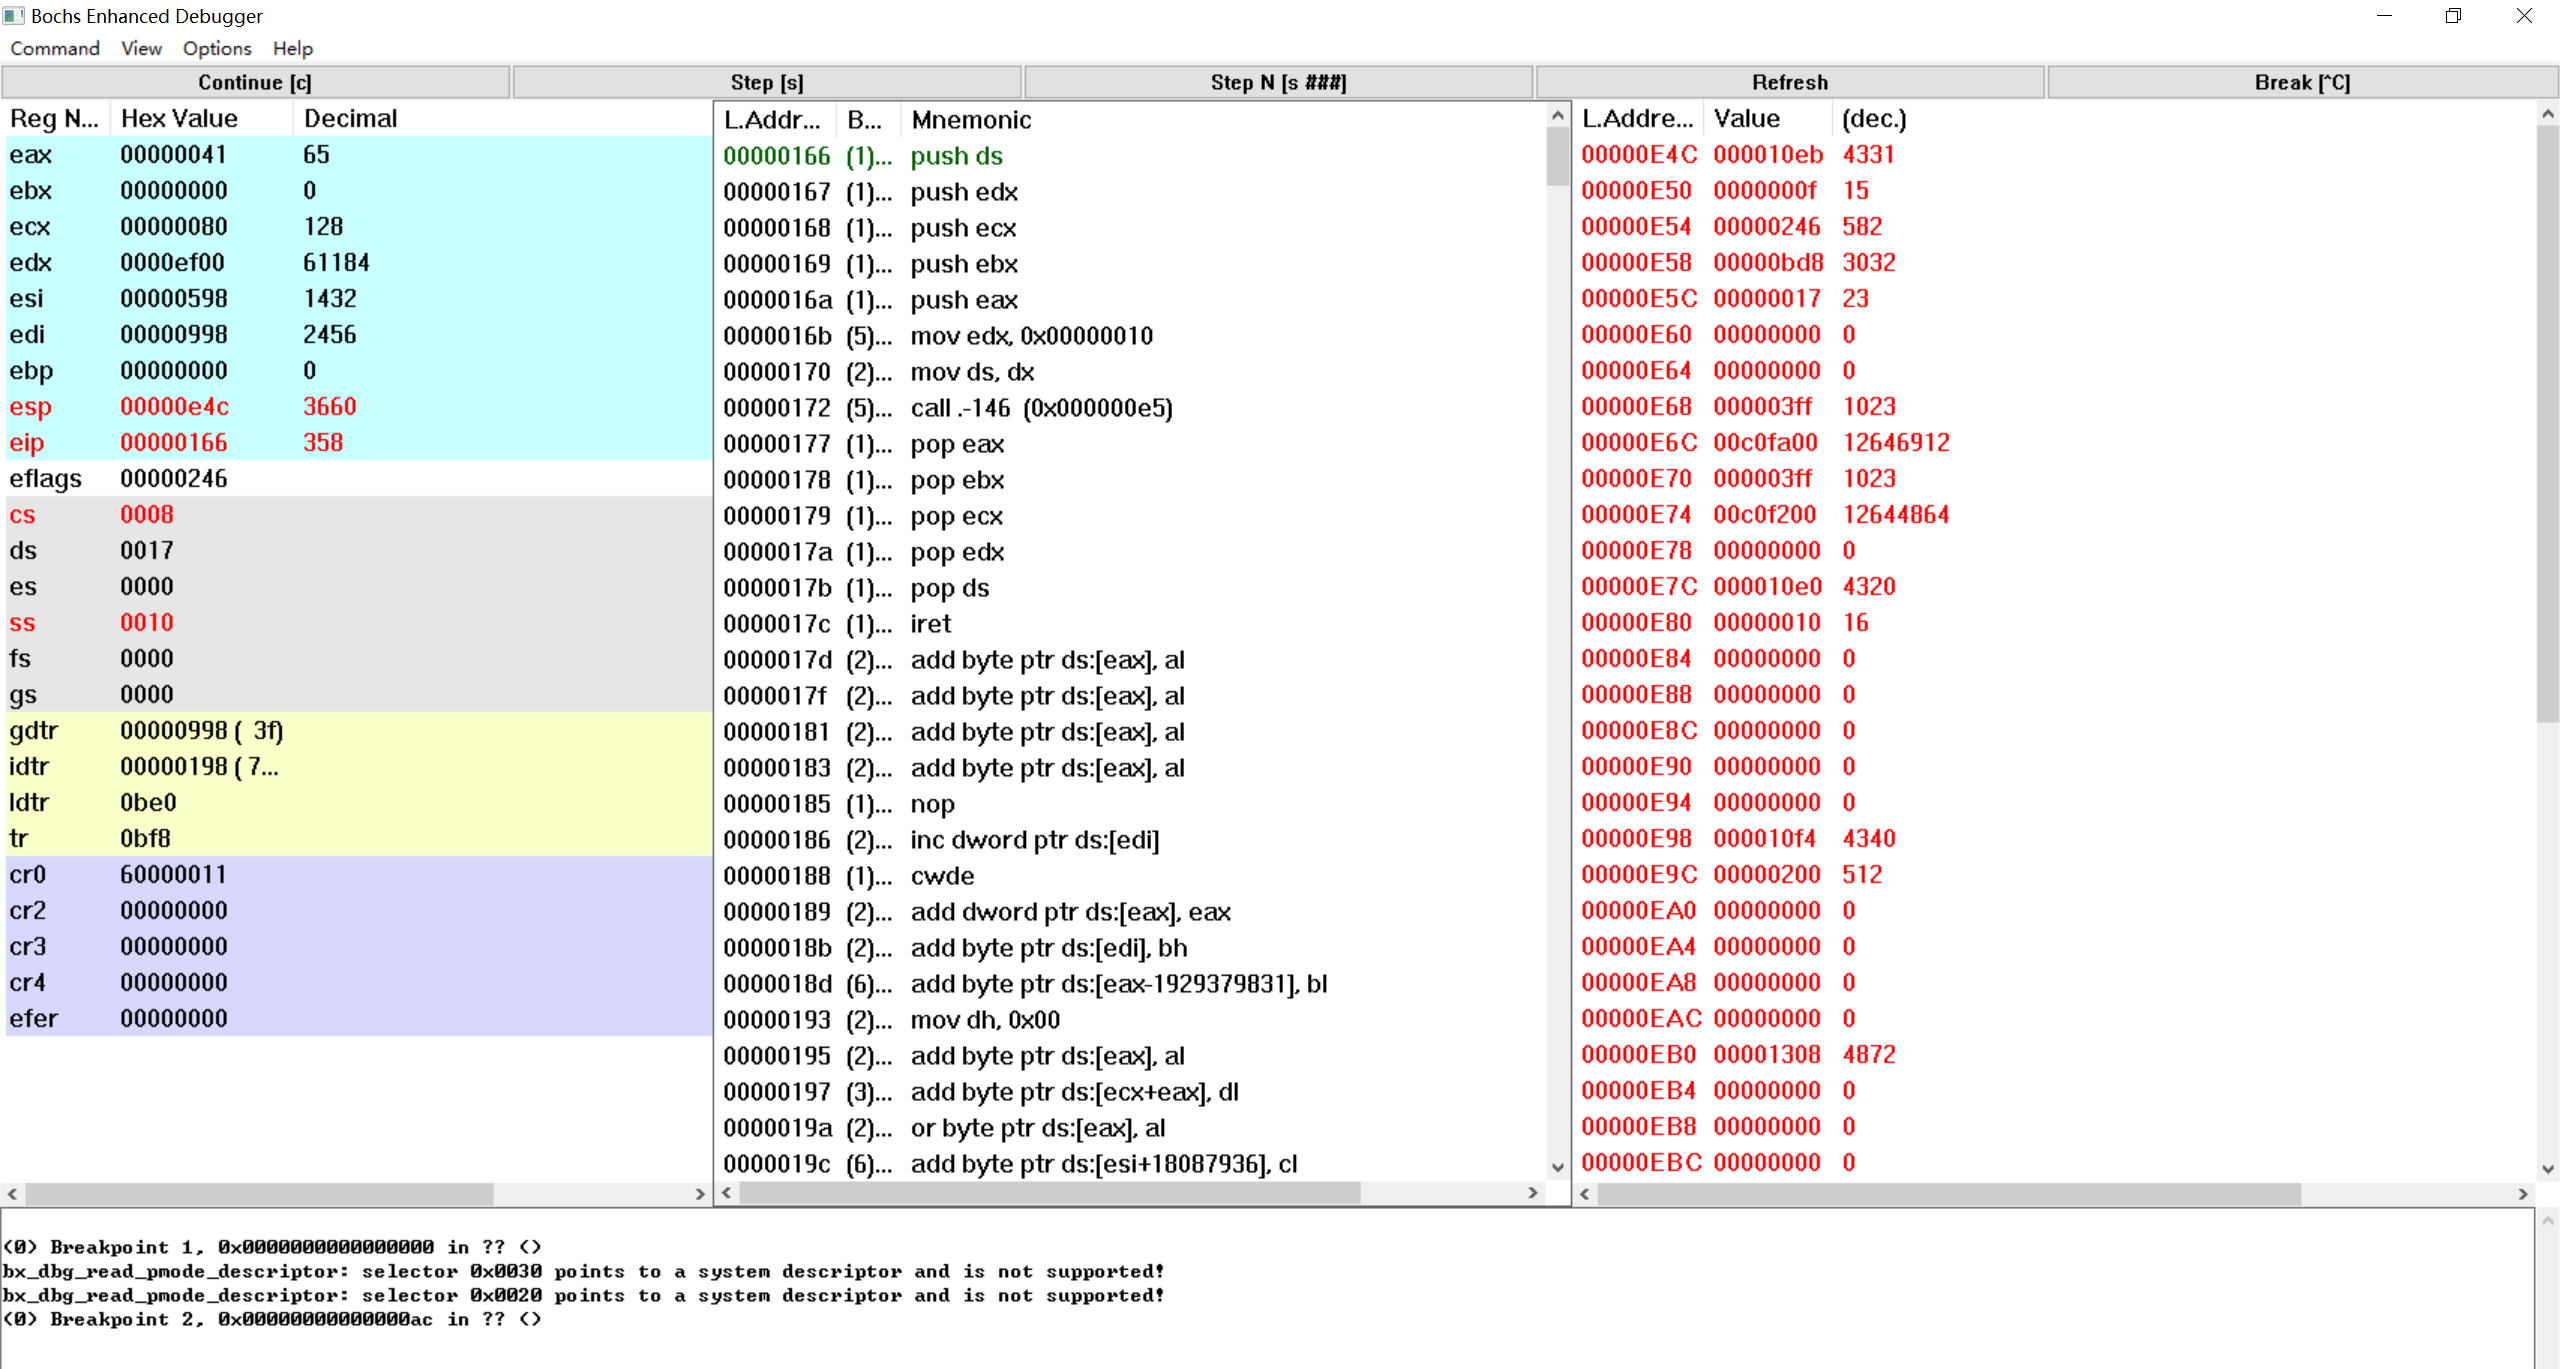 Bochs Enhanced Debugger
Command View Options Help
Continue [c] Step [s] Step N [s ###] Refresh Break [^C]
Reg N... Hex Value Decimal
eax 00000041 65
ebx 00000000 0
ecx 00000080 128
edx 0000ef00 61184
esi 00000598 1432
edi 00000998 2456
ebp 00000000 0
esp 00000e4c 3660
eip 00000166 358
eflags 00000246
cs 0008
ds 0017
es 0000
ss 0010
fs 0000
gs 0000
gdtr 00000998 ( 3f)
idtr 00000198 ( 7...
ldtr 0be0
tr 0bf8
cr0 60000011
cr2 00000000
cr3 00000000
cr4 00000000
efer 00000000
L.Addr... B... Mnemonic
00000166 (1)... push ds
00000167 (1)... push edx
00000168 (1)... push ecx
00000169 (1)... push ebx
0000016a (1)... push eax
0000016b (5)... mov edx, 0x00000010
00000170 (2)... mov ds, dx
00000172 (5)... call .-146 (0x000000e5)
00000177 (1)... pop eax
00000178 (1)... pop ebx
00000179 (1)... pop ecx
0000017a (1)... pop edx
0000017b (1)... pop ds
0000017c (1)... iret
0000017d (2)... add byte ptr ds:[eax], al
0000017f (2)... add byte ptr ds:[eax], al
00000181 (2)... add byte ptr ds:[eax], al
00000183 (2)... add byte ptr ds:[eax], al
00000185 (1)... nop
00000186 (2)... inc dword ptr ds:[edi]
00000188 (1)... cwde
00000189 (2)... add dword ptr ds:[eax], eax
0000018b (2)... add byte ptr ds:[edi], bh
0000018d (6)... add byte ptr ds:[eax-1929379831], bl
00000193 (2)... mov dh, 0x00
00000195 (2)... add byte ptr ds:[eax], al
00000197 (3)... add byte ptr ds:[ecx+eax], dl
0000019a (2)... or byte ptr ds:[eax], al
0000019c (6)... add byte ptr ds:[esi+18087936], cl
L.Addre... Value (dec.)
00000E4C 000010eb 4331
00000E50 0000000f 15
00000E54 00000246 582
00000E58 00000bd8 3032
00000E5C 00000017 23
00000E60 00000000 0
00000E64 00000000 0
00000E68 000003ff 1023
00000E6C 00c0fa00 12646912
00000E70 000003ff 1023
00000E74 00c0f200 12644864
00000E78 00000000 0
00000E7C 000010e0 4320
00000E80 00000010 16
00000E84 00000000 0
00000E88 00000000 0
00000E8C 00000000 0
00000E90 00000000 0
00000E94 00000000 0
00000E98 000010f4 4340
00000E9C 00000200 512
00000EA0 00000000 0
00000EA4 00000000 0
00000EA8 00000000 0
00000EAC 00000000 0
00000EB0 00001308 4872
00000EB4 00000000 0
00000EB8 00000000 0
00000EBC 00000000 0
(0) Breakpoint 1, 0x0000000000000000 in ?? ()
bx_dbg_read_pmode_descriptor: selector 0x0030 points to a system descriptor and is not supported!
bx_dbg_read_pmode_descriptor: selector 0x0020 points to a system descriptor and is not supported!
(0) Breakpoint 2, 0x00000000000000ac in ?? ()